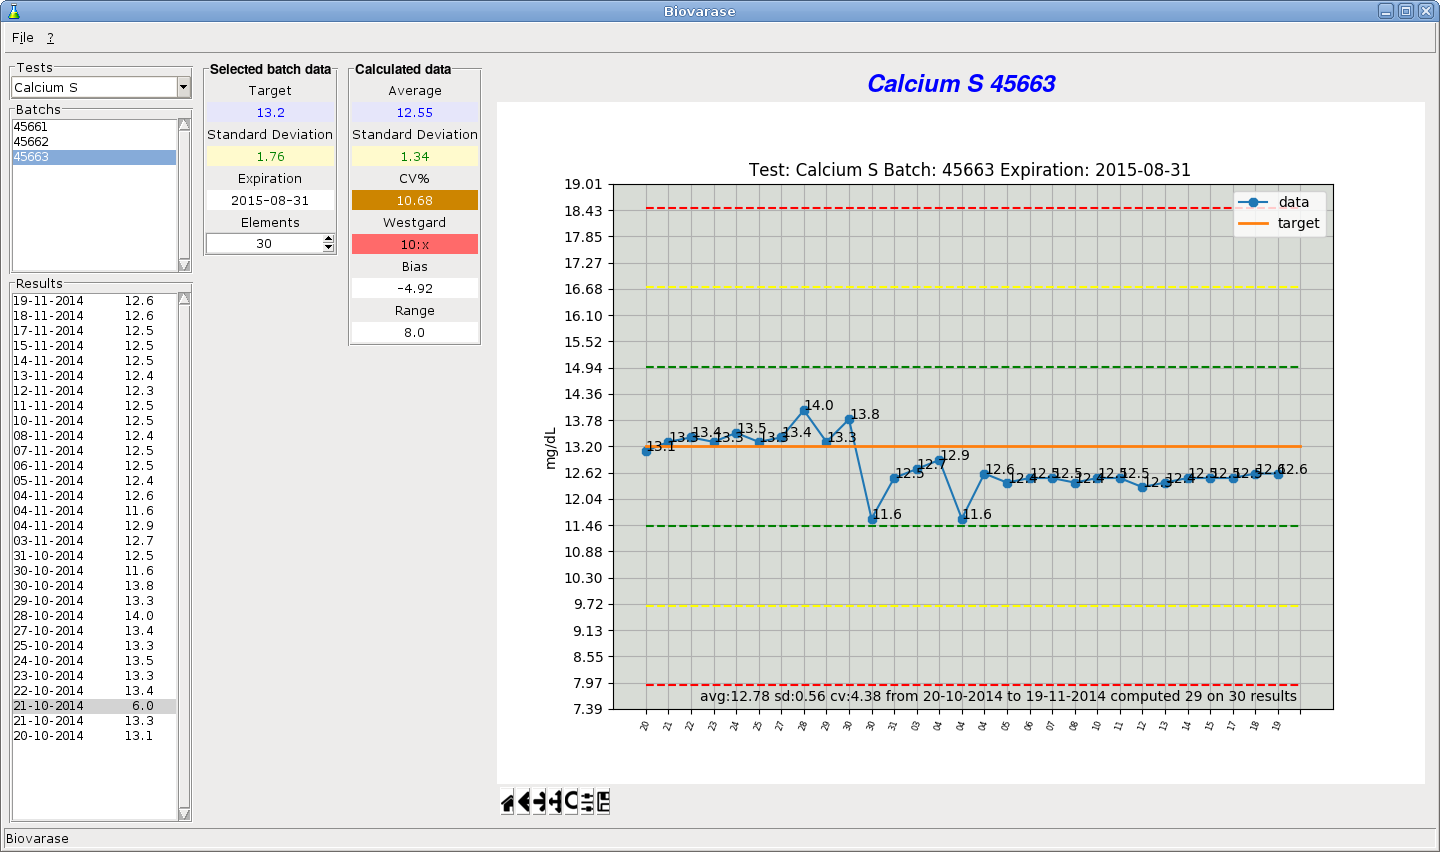 Biovarase
File ?
Tests
Calcium S
Batchs
45661
45662
45663
Results
19-11-2014 12.6
18-11-2014 12.6
17-11-2014 12.5
15-11-2014 12.5
14-11-2014 12.5
13-11-2014 12.4
12-11-2014 12.3
11-11-2014 12.5
10-11-2014 12.5
08-11-2014 12.4
07-11-2014 12.5
06-11-2014 12.5
05-11-2014 12.4
04-11-2014 12.6
04-11-2014 11.6
04-11-2014 12.9
03-11-2014 12.7
31-10-2014 12.5
30-10-2014 11.6
30-10-2014 13.8
29-10-2014 13.3
28-10-2014 14.0
27-10-2014 13.4
25-10-2014 13.3
24-10-2014 13.5
23-10-2014 13.3
22-10-2014 13.4
21-10-2014 6.0
21-10-2014 13.3
20-10-2014 13.1
Selected batch data
Target
13.2
Standard Deviation
1.76
Expiration
2015-08-31
Elements
30
Calculated data
Average
12.55
Standard Deviation
1.34
CV%
10.68
Westgard
10:x
Bias
-4.92
Range
8.0
Calcium S 45663
Test: Calcium S Batch: 45663 Expiration: 2015-08-31
data
target
mg/dL
19.01
18.43
17.85
17.27
16.68
16.10
15.52
14.94
14.36
13.78
13.20
12.62
12.04
11.46
10.88
10.30
9.72
9.13
8.55
7.97
7.39
13.1 13.3 13.4 13.3 13.5 13.3 13.4 14.0 13.3 13.8 11.6 12.5 12.7 12.9 11.6 12.6 12.4 12.5 12.5 12.4 12.5 12.5 12.3 12.4 12.5 12.5 12.5 12.6 12.6
avg:12.78 sd:0.56 cv:4.38 from 20-10-2014 to 19-11-2014 computed 29 on 30 results
20 21 22 23 24 25 27 28 29 30 30 31 03 04 04 04 05 06 07 08 10 11 12 13 14 15 17 18 19
Biovarase